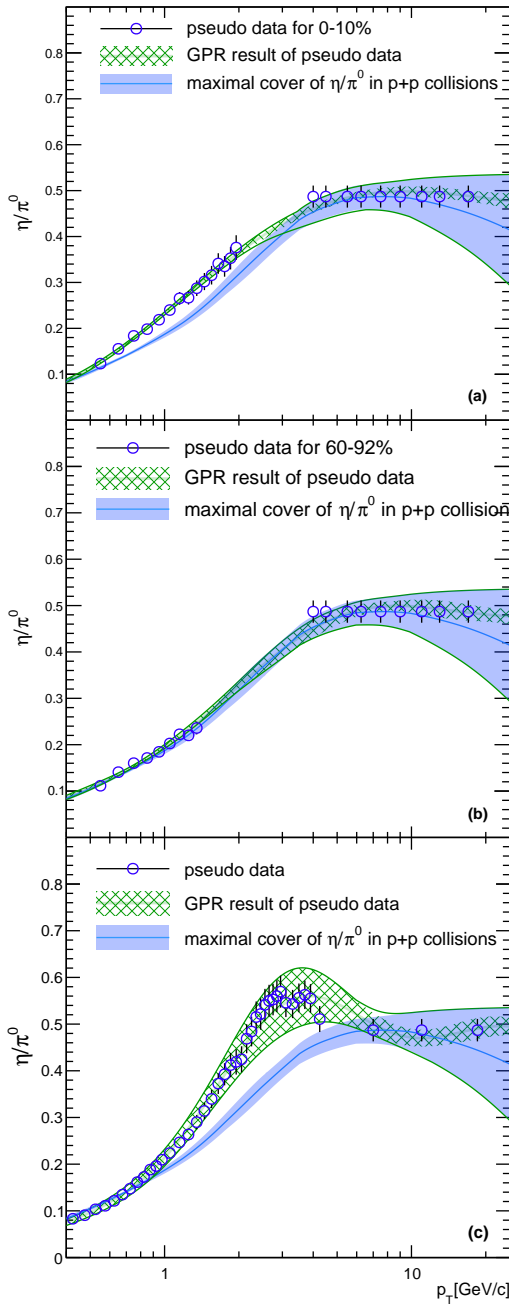 pseudo data for 0-10%
GPR result of pseudo data
maximal cover of η/π⁰ in p+p collisions
η/π⁰
0.8
0.7
0.6
0.5
0.4
0.3
0.2
0.1
(a)
pseudo data for 60-92%
GPR result of pseudo data
maximal cover of η/π⁰ in p+p collision
η/π⁰
0.8
0.7
0.6
0.5
0.4
0.3
0.2
0.1
(b)
pseudo data
GPR result of pseudo data
maximal cover of η/π⁰ in p+p collisions
η/π⁰
0.8
0.7
0.6
0.5
0.4
0.3
0.2
0.1
0
(c)
1 10
p_T[GeV/c]